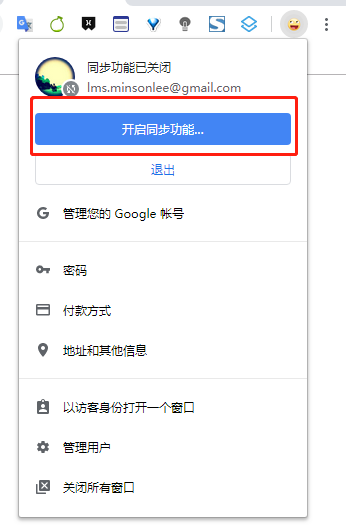 同步功能已关闭
lms.minsonlee@gmail.com
开启同步功能...
退出
管理您的 Google 帐号
密码
付款方式
地址和其他信息
以访客身份打开一个窗口
管理用户
关闭所有窗口